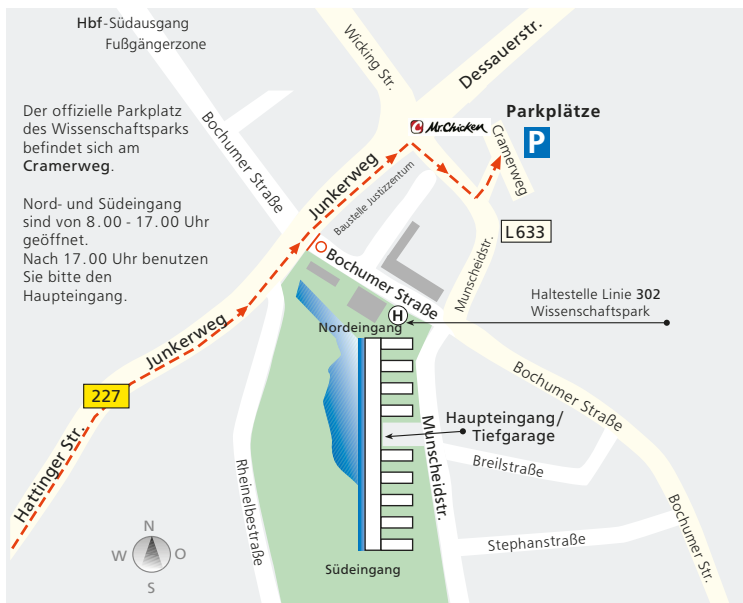 Hbf-Südausgang
Fußgängerzone
Wicking Str.
Dessauerstr.
Der offizielle Parkplatz
des Wissenschaftsparks
befindet sich am
Cramerweg.
Nord- und Südeingang
sind von 8.00 - 17.00 Uhr
geöffnet.
Nach 17.00 Uhr benutzen
Sie bitte den
Haupteingang.
Bochumer Straße
Parkplätze
P
Mr.Chicken
Cramerweg
Junkerweg
Baustelle Justizzentum
L633
Munscheidstr.
Bochumer Straße
Haltestelle Linie 302
Wissenschaftspark
H
Nordeingang
Junkerweg
227
Hattinger Str.
Bochumer Straße
Haupteingang/
Tiefgarage
Munscheidstr.
Breilstraße
Rheinelbestraße
Bochumer Str.
Stephanstraße
N
W O
S
Südeingang